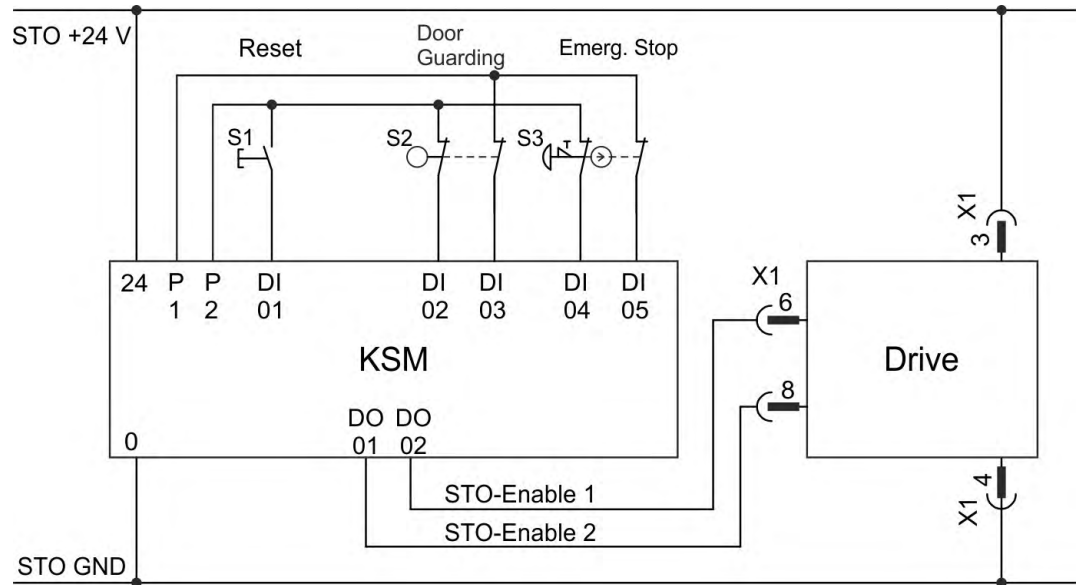 STO +24 V
Reset
Door
Guarding
Emerg. Stop
S1
S2
S3
X1
3
24
P
1
P
2
DI
01
DI
02
DI
03
DI
04
DI
05
X1
6
KSM
Drive
8
0
DO
01
DO
02
4
X1
STO-Enable 1
STO-Enable 2
STO GND